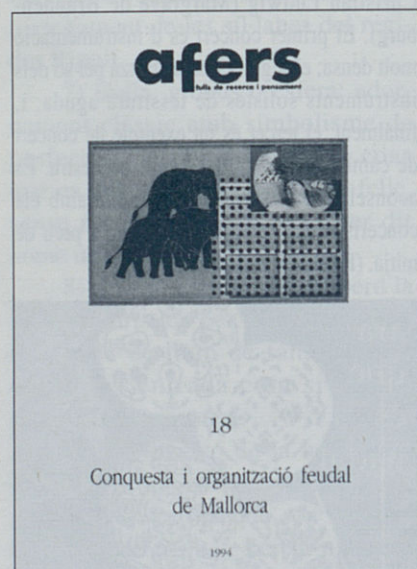 afers
fulls de recerca i pensament
18
Conquesta i organització feudal
de Mallorca
1994